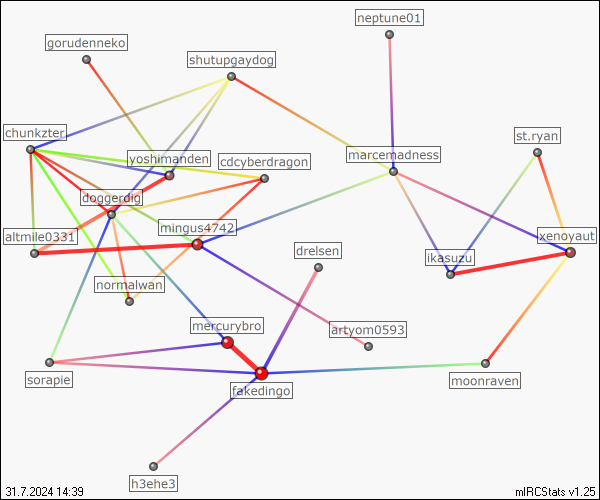 neptune01
gorudenneko
shutupgaydog
chunkzter
st.ryan
yoshimanden
cdcyberdragon
marcemadness
doggerdig
mingus4742
altmile0331
xenoyaut
drelsen
ikasuzu
normalwan
mercurybro
artyom0593
sorapie
fakedingo
moonraven
h3ehe3
31.7.2024 14:39
mIRCStats v1.25